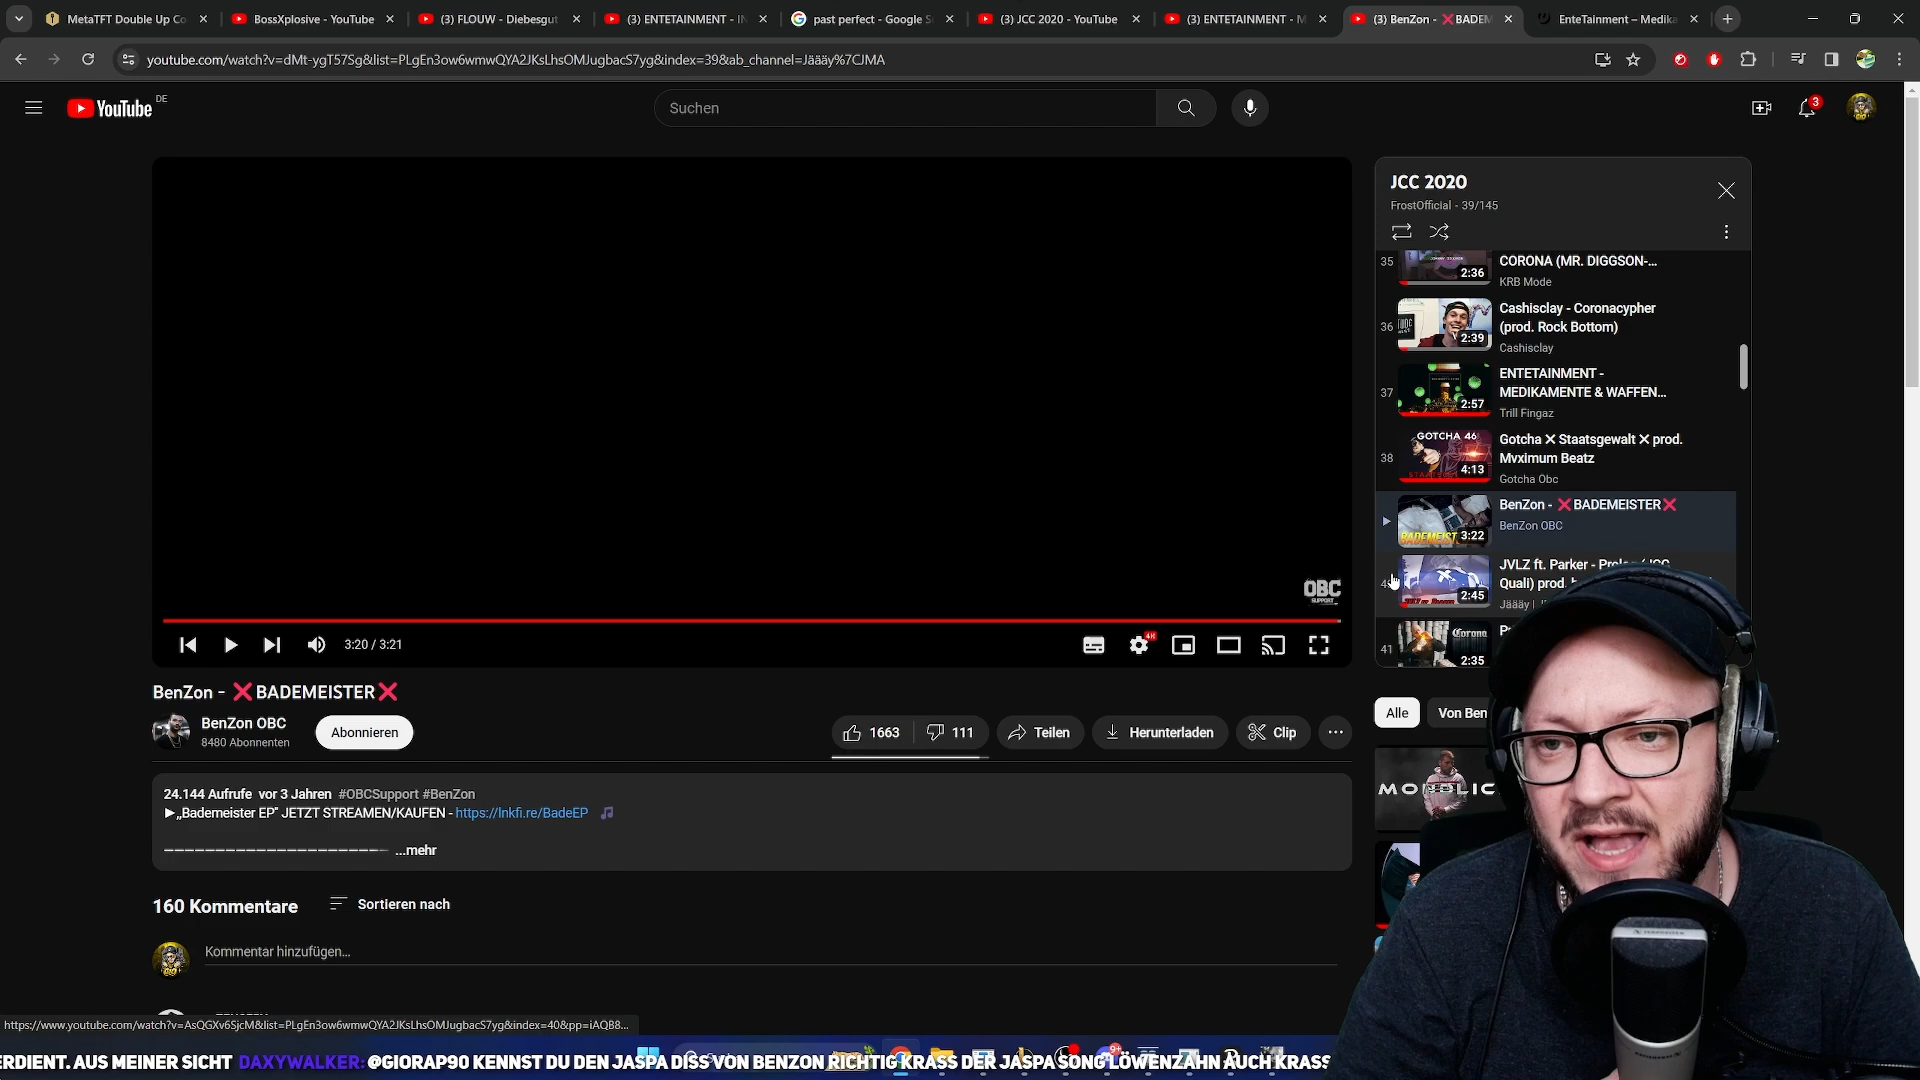 MetaTFT Double Up Co
BossXplosive - YouTube
(3) FLOUW - Diebesgut
(3) ENTETAINMENT - IN
past perfect - Google S
(3) JCC 2020 - YouTube
(3) ENTETAINMENT - M
(3) BenZon - ❌BADEM
EnteTainment – Medika
youtube.com/watch?v=dMt-ygT57Sg&list=PLgEn3ow6wmwQYA2JKsLhsOMJugbacS7yg&index=39&ab_channel=Jäääy%7CJMA
YouTube DE
Suchen
3
JCC 2020
FrostOfficial - 39/145
35
2:36
CORONA (MR. DIGGSON-...
KRB Mode
36
2:39
Cashisclay - Coronacypher
(prod. Rock Bottom)
Cashisclay
37
2:57
ENTETAINMENT -
MEDIKAMENTE & WAFFEN...
Trill Fingaz
38
GOTCHA 46
4:13
Gotcha ✕ Staatsgewalt ✕ prod.
Mvximum Beatz
Gotcha Obc
BADEMEIST
3:22
BenZon - ❌BADEMEISTER❌
BenZon OBC
2:45
JVLZ ft. Parker -
Quali) prod.
Jäääy |
41
Corona
2:35
OBC
SUPPORT
3:20 / 3:21
BenZon - ❌BADEMEISTER❌
BenZon OBC
8480 Abonnenten
Abonnieren
1663
111
Teilen
Herunterladen
Clip
Alle
Von Ben
24.144 Aufrufe vor 3 Jahren #OBCSupport #BenZon
►„Bademeister EP" JETZT STREAMEN/KAUFEN - https://lnkfi.re/BadeEP 🎵
...mehr
160 Kommentare
Sortieren nach
Kommentar hinzufügen...
https://www.youtube.com/watch?v=AsQGXv6SjcM&list=PLgEn3ow6wmwQYA2JKsLhsOMJugbacS7yg&index=40&pp=iAQB8...
ERDIENT. AUS MEINER SICHT DAXYWALKER: @GIORAP90 KENNST DU DEN JASPA DISS VON BENZON RICHTIG KRASS DER JASPA SONG LÖWENZAHN AUCH KRASS